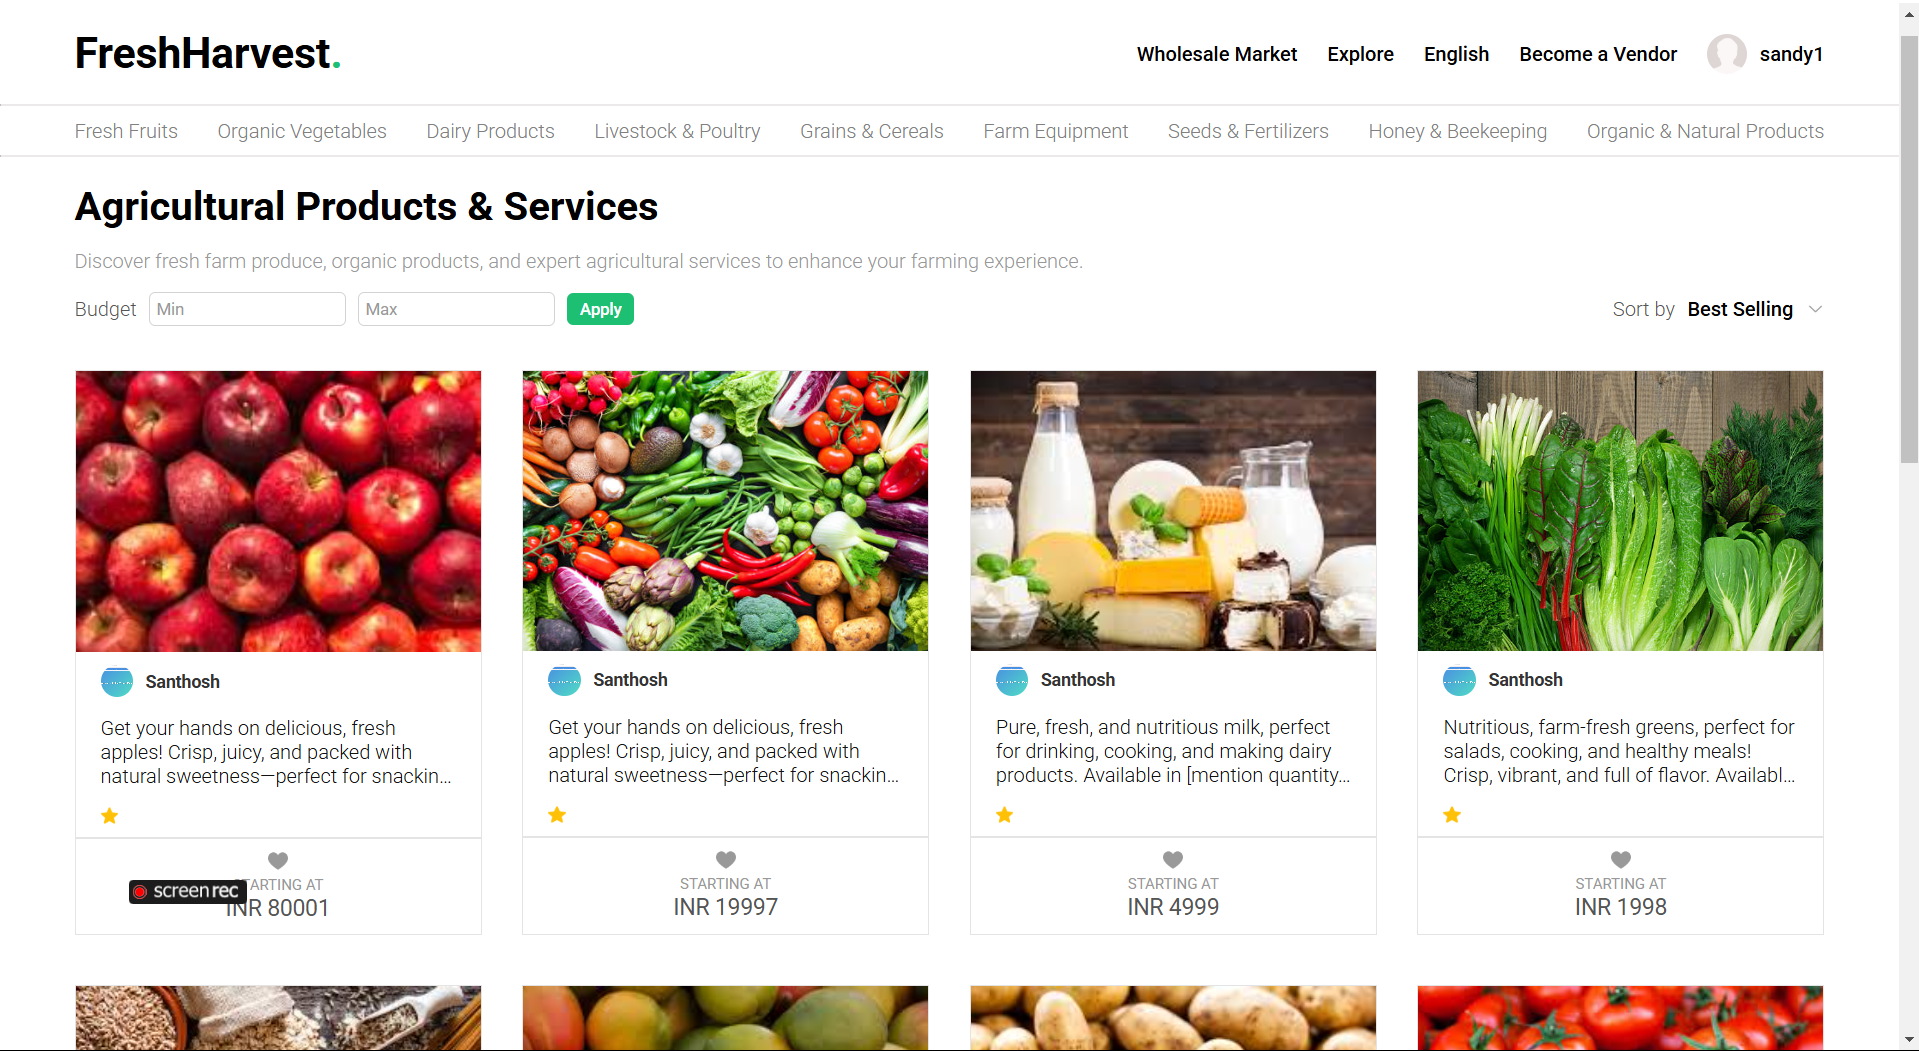 FreshHarvest.
Wholesale Market
Explore
English
Become a Vendor
sandy1
Fresh Fruits
Organic Vegetables
Dairy Products
Livestock & Poultry
Grains & Cereals
Farm Equipment
Seeds & Fertilizers
Honey & Beekeeping
Organic & Natural Products
Agricultural Products & Services
Discover fresh farm produce, organic products, and expert agricultural services to enhance your farming experience.
Budget
Min
Max
Apply
Sort by
Best Selling
Santhosh
Get your hands on delicious, fresh
apples! Crisp, juicy, and packed with
natural sweetness—perfect for snackin...
screenrec
TARTING AT
INR 80001
Santhosh
Get your hands on delicious, fresh
apples! Crisp, juicy, and packed with
natural sweetness—perfect for snackin...
STARTING AT
INR 19997
Santhosh
Pure, fresh, and nutritious milk, perfect
for drinking, cooking, and making dairy
products. Available in [mention quantity...
STARTING AT
INR 4999
Santhosh
Nutritious, farm-fresh greens, perfect for
salads, cooking, and healthy meals!
Crisp, vibrant, and full of flavor. Availabl...
STARTING AT
INR 1998